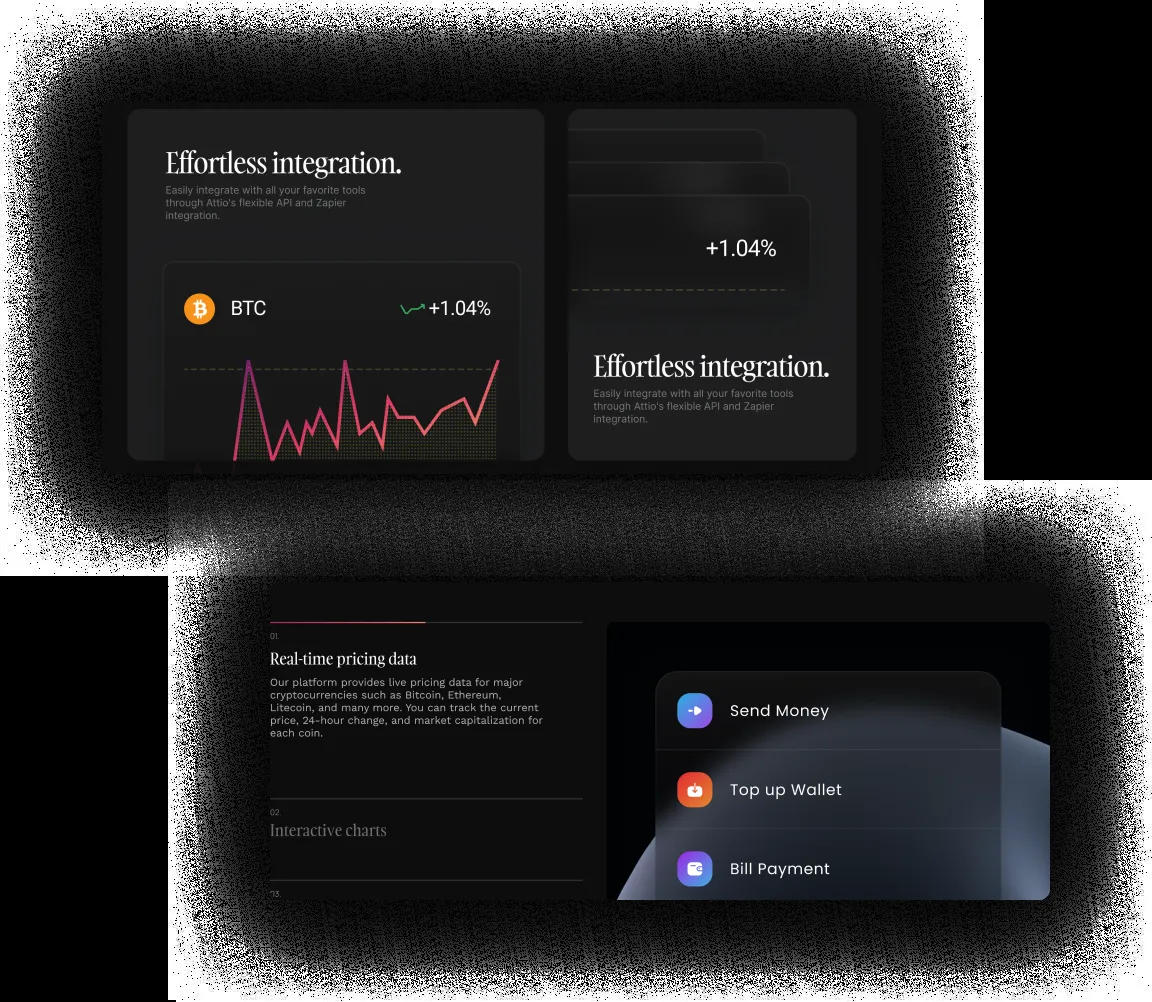 Effortless integration.
Easily integrate with all your favorite tools
through Attio's flexible API and Zapier
integration.
BTC
+1.04%
+1.04%
Effortless integration.
Easily integrate with all your favorite tools
through Attio's flexible API and Zapier
integration.
01.
Real-time pricing data
Our platform provides live pricing data for major
cryptocurrencies such as Bitcoin, Ethereum,
Litecoin, and many more. You can track the current
price, 24-hour change, and market capitalization for
each coin.
02.
Interactive charts
Send Money
Top up Wallet
Bill Payment